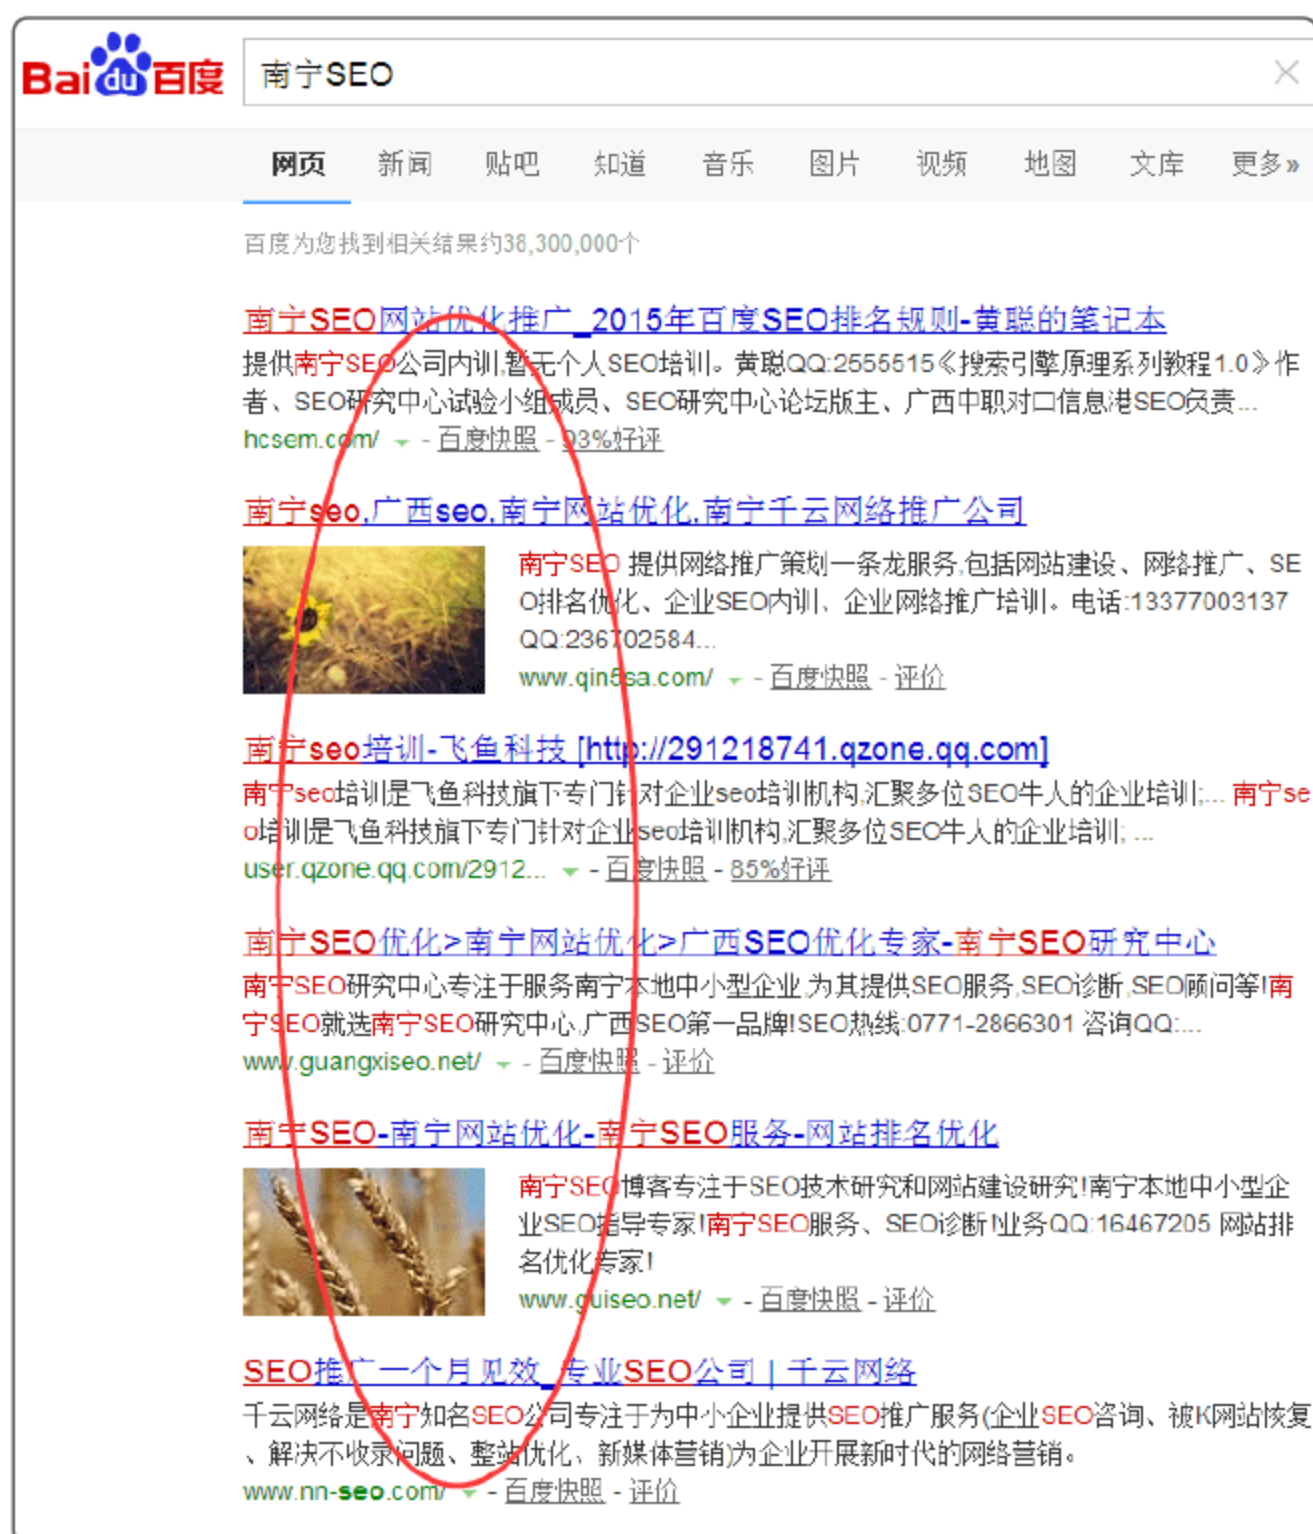 Bai du 百度
南宁SEO
网页 新闻 贴吧 知道 音乐 图片 视频 地图 文库 更多»
百度为您找到相关结果约38,300,000个
南宁SEO网站优化推广_2015年百度SEO排名规则-黄聪的笔记本
提供南宁SEO公司内训,暂无个人SEO培训。黄聪QQ:2555515《搜索引擎原理系列教程1.0》作
者、SEO研究中心试验小组成员、SEO研究中心论坛版主、广西中职对口信息港SEO负责...
hcsem.com/ - 百度快照 - 93%好评
南宁seo,广西seo,南宁网站优化,南宁千云网络推广公司
南宁SEO 提供网络推广策划一条龙服务,包括网站建设、网络推广、SE
O排名优化、企业SEO内训、企业网络推广培训。电话:13377003137
QQ:236702584...
www.qin5sa.com/ - 百度快照 - 评价
南宁seo培训-飞鱼科技 [http://291218741.qzone.qq.com]
南宁seo培训是飞鱼科技旗下专门针对企业seo培训机构,汇聚多位SEO牛人的企业培训;... 南宁se
o培训是飞鱼科技旗下专门针对企业seo培训机构,汇聚多位SEO牛人的企业培训; ...
user.qzone.qq.com/2912... - 百度快照 - 85%好评
南宁SEO优化>南宁网站优化>广西SEO优化专家-南宁SEO研究中心
南宁SEO研究中心专注于服务南宁本地中小型企业,为其提供SEO服务,SEO诊断,SEO顾问等!南
宁SEO就选南宁SEO研究中心,广西SEO第一品牌!SEO热线:0771-2866301 咨询QQ:...
www.guangxiseo.net/ - 百度快照 - 评价
南宁SEO-南宁网站优化-南宁SEO服务-网站排名优化
南宁SEO博客专注于SEO技术研究和网站建设研究!南宁本地中小型企
业SEO指导专家!南宁SEO服务、SEO诊断!业务QQ:16467205 网站排
名优化专家!
www.guiseo.net/ - 百度快照 - 评价
SEO推广一个月见效_专业SEO公司 | 千云网络
千云网络是南宁知名SEO公司专注于为中小企业提供SEO推广服务(企业SEO咨询、被K网站恢复
、解决不收录问题、整站优化、新媒体营销)为企业开展新时代的网络营销。
www.nn-seo.com/ - 百度快照 - 评价